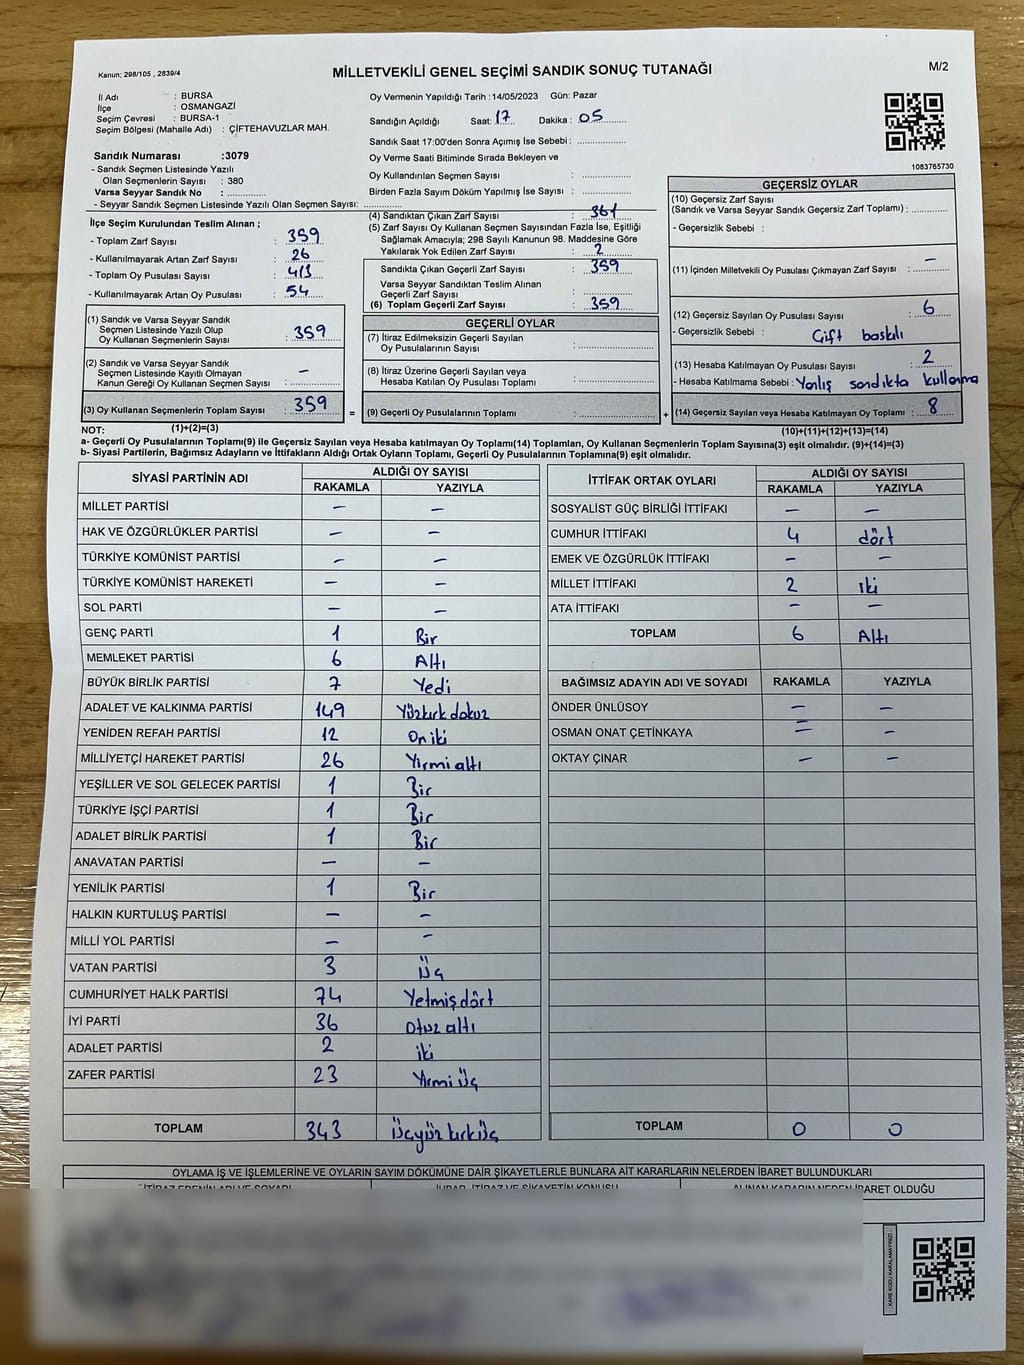 Kanun; 298/105 , 2839/4
MİLLETVEKİLİ GENEL SEÇİMİ SANDIK SONUÇ TUTANAĞI
M/2
İl Adı : BURSA
İlçe : OSMANGAZİ
Seçim Çevresi : BURSA-1
Seçim Bölgesi (Mahalle Adı) : ÇİFTEHAVUZLAR MAH.
Sandık Numarası :3079
- Sandık Seçmen Listesinde Yazılı
Olan Seçmenlerin Sayısı : 380
Varsa Seyyar Sandık No :
- Seyyar Sandık Seçmen Listesinde Yazılı Olan Seçmen Sayısı:
Oy Vermenin Yapıldığı Tarih :14/05/2023 Gün: Pazar
Sandığın Açıldığı Saat: 17 Dakika : 05
Sandık Saat 17:00'den Sonra Açmış İse Sebebi :
Oy Verme Saati Bitiminde Sırada Bekleyen ve
Oy Kullandırılan Seçmen Sayısı :
Birden Fazla Sayım Döküm Yapılmış İse Sayısı :
1083765730
İlçe Seçim Kurulundan Teslim Alınan ;
- Toplam Zarf Sayısı : 359
- Kullanılmayarak Artan Zarf Sayısı : 26
- Toplam Oy Pusulası Sayısı :
- Kullanılmayarak Artan Oy Pusulası : 54
(1) Sandık ve Varsa Seyyar Sandık
Seçmen Listesinde Yazılı Olup
Oy Kullanan Seçmenlerin Sayısı : 359
(2) Sandık ve Varsa Seyyar Sandık
Seçmen Listesinde Kayıtlı Olmayan
Kanun Gereği Oy Kullanan Seçmen Sayısı : –
(3) Oy Kullanan Seçmenlerin Toplam Sayısı : 359
(1)+(2)=(3)
(4) Sandıktan Çıkan Zarf Sayısı : 361
(5) Zarf Sayısı Oy Kullanan Seçmen Sayısından Fazla İse, Eşitliği
Sağlamak Amacıyla; 298 Sayılı Kanunun 98. Maddesine Göre
Yakılarak Yok Edilen Zarf Sayısı : 2
Sandıkta Çıkan Geçerli Zarf Sayısı : 359
Varsa Seyyar Sandıktan Teslim Alınan
Geçerli Zarf Sayısı :
(6) Toplam Geçerli Zarf Sayısı : 359
GEÇERLİ OYLAR
(7) İtiraz Edilmeksizin Geçerli Sayılan
Oy Pusulalarının Sayısı :
(8) İtiraz Üzerine Geçerli Sayılan veya
Hesaba Katılan Oy Pusulası Toplamı :
= (9) Geçerli Oy Pusulalarının Toplamı : +
GEÇERSİZ OYLAR
(10) Geçersiz Zarf Sayısı
(Sandık ve Varsa Seyyar Sandık Geçersiz Zarf Toplamı) :
- Geçersizlik Sebebi :
(11) İçinden Milletvekili Oy Pusulası Çıkmayan Zarf Sayısı : –
(12) Geçersiz Sayılan Oy Pusulası Sayısı : 6
- Geçersizlik Sebebi : Çift baskılı
(13) Hesaba Katılmayan Oy Pusulası Sayısı : 2
- Hesaba Katılmama Sebebi : Yanlış sandıkta kullanma
(14) Geçersiz Sayılan veya Hesaba Katılmayan Oy Toplamı : 8
(10)+(11)+(12)+(13)=(14)
NOT:
a- Geçerli Oy Pusulalarının Toplamı(9) ile Geçersiz Sayılan veya Hesaba katılmayan Oy Toplamı(14) Toplamları, Oy Kullanan Seçmenlerin Toplam Sayısına(3) eşit olmalıdır. (9)+(14)=(3)
b- Siyasi Partilerin, Bağımsız Adayların ve İttifakların Aldığı Ortak Oyların Toplamı, Geçerli Oy Pusulalarının Toplamına(9) eşit olmalıdır.
SİYASİ PARTİNİN ADI ALDIĞI OY SAYISI
RAKAMLA YAZIYLA
MİLLET PARTİSİ – –
HAK VE ÖZGÜRLÜKLER PARTİSİ – –
TÜRKİYE KOMÜNİST PARTİSİ – –
TÜRKİYE KOMÜNİST HAREKETİ – –
SOL PARTİ – –
GENÇ PARTİ 1 Bir
MEMLEKET PARTİSİ 6 Altı
BÜYÜK BİRLİK PARTİSİ 7 Yedi
ADALET VE KALKINMA PARTİSİ 149 Yüzkırk dokuz
YENİDEN REFAH PARTİSİ 12 On iki
MİLLİYETÇİ HAREKET PARTİSİ 26 Yirmi altı
YEŞİLLER VE SOL GELECEK PARTİSİ 1 Bir
TÜRKİYE İŞÇİ PARTİSİ 1 Bir
ADALET BİRLİK PARTİSİ 1 Bir
ANAVATAN PARTİSİ – –
YENİLİK PARTİSİ 1 Bir
HALKIN KURTULUŞ PARTİSİ – –
MİLLİ YOL PARTİSİ – –
VATAN PARTİSİ 3 Üç
CUMHURİYET HALK PARTİSİ 74 Yetmiş dört
İYİ PARTİ 36 Otuz altı
ADALET PARTİSİ 2 iki
ZAFER PARTİSİ 23 Yirmi Üç
TOPLAM 343 Üçyüz kırk üç
İTTİFAK ORTAK OYLARI ALDIĞI OY SAYISI
RAKAMLA YAZIYLA
SOSYALİST GÜÇ BİRLİĞİ İTTİFAKI – –
CUMHUR İTTİFAKI 4 dört
EMEK VE ÖZGÜRLÜK İTTİFAKI – –
MİLLET İTTİFAKI 2 iki
ATA İTTİFAKI – –
TOPLAM 6 Altı
BAĞIMSIZ ADAYIN ADI VE SOYADI RAKAMLA YAZIYLA
ÖNDER ÜNLÜSOY – –
OSMAN ONAT ÇETİNKAYA – –
OKTAY ÇINAR – –
TOPLAM 0 0
OYLAMA İŞ VE İŞLEMLERİNE VE OYLARIN SAYIM DÖKÜMÜNE DAİR ŞİKAYETLERLE BUNLARA AİT KARARLARIN NELERDEN İBARET BULUNDUKLARI
İTİRAZ EDENİN ADI VE SOYADI İHBAR, İTİRAZ VE ŞİKAYETİN KONUSU ALINAN KARARIN NEDEN İBARET OLDUĞU
KARE KODU KARALAMAYINIZ!